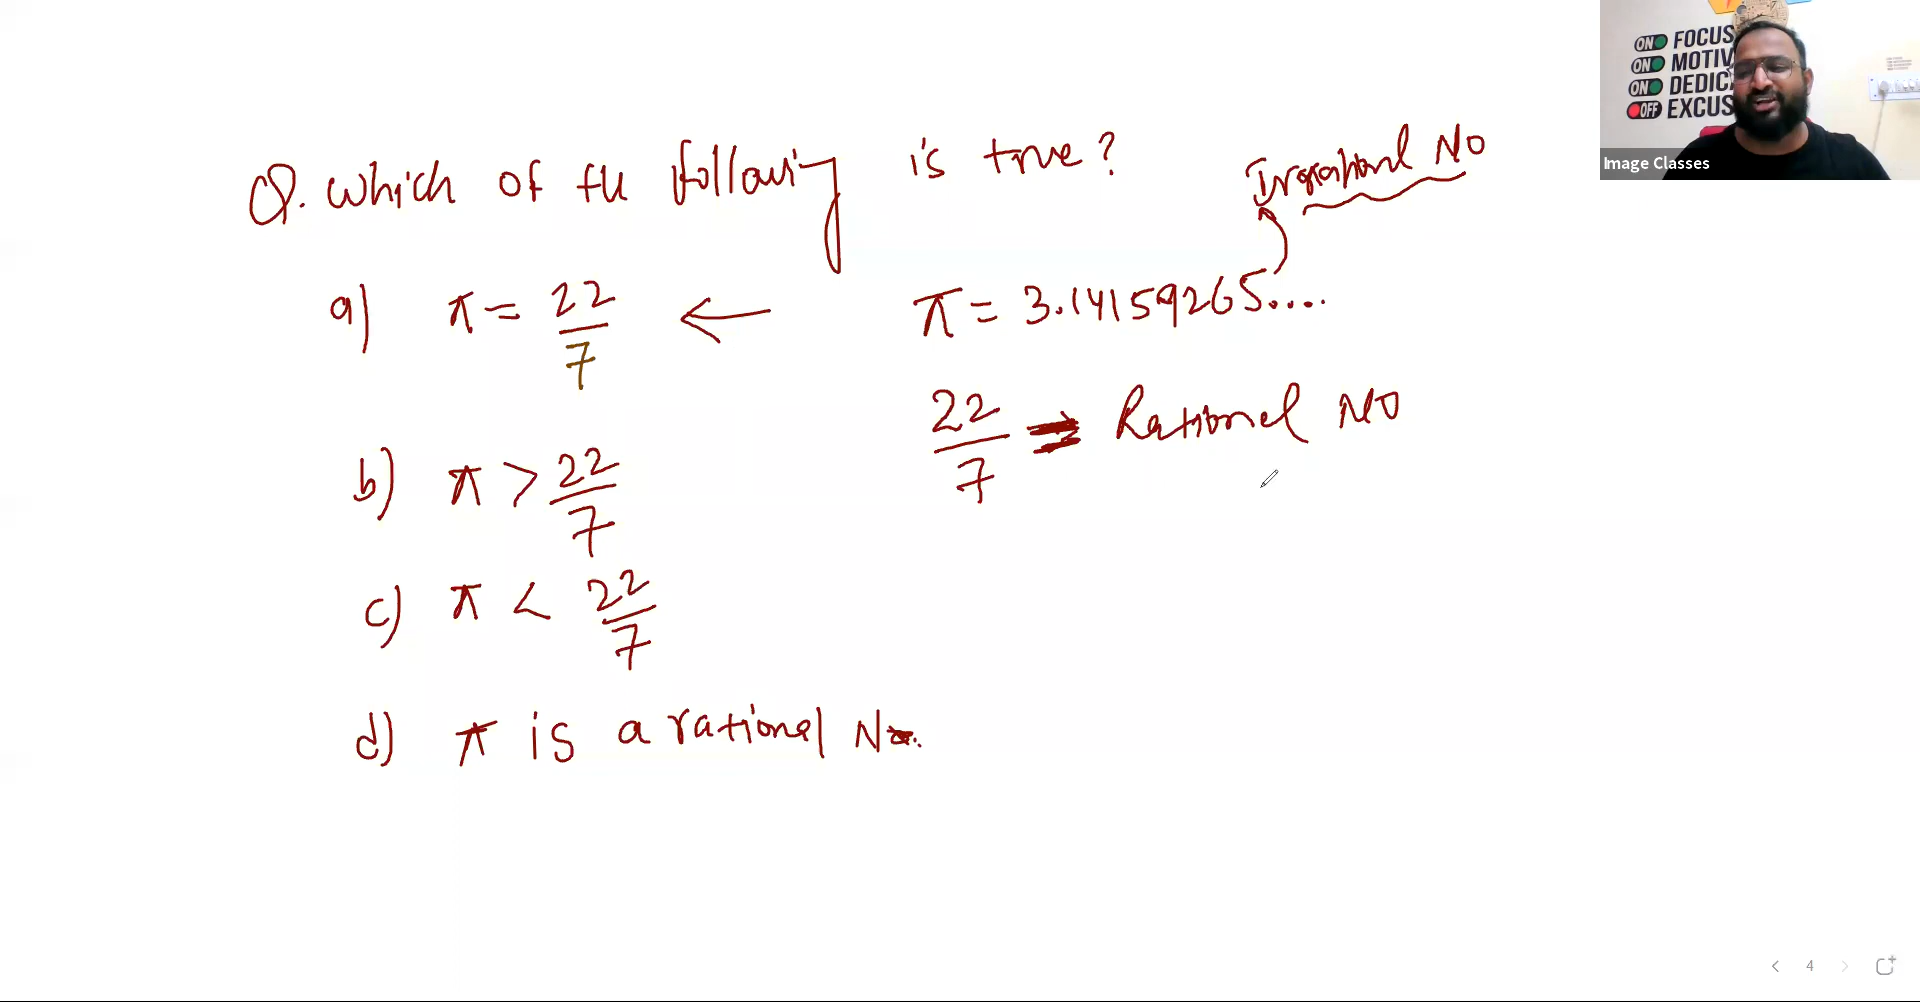 Q. Which of the following is true?
a) π = 22/7 ←
b) π > 22/7
c) π < 22/7
d) π is a rational No.
Irrational NO
π = 3.14159265....
22/7 ⇒ Rational NO
ON FOCUS
ON MOTIV
ON DEDIC
OFF EXCUS
Image Classes
4